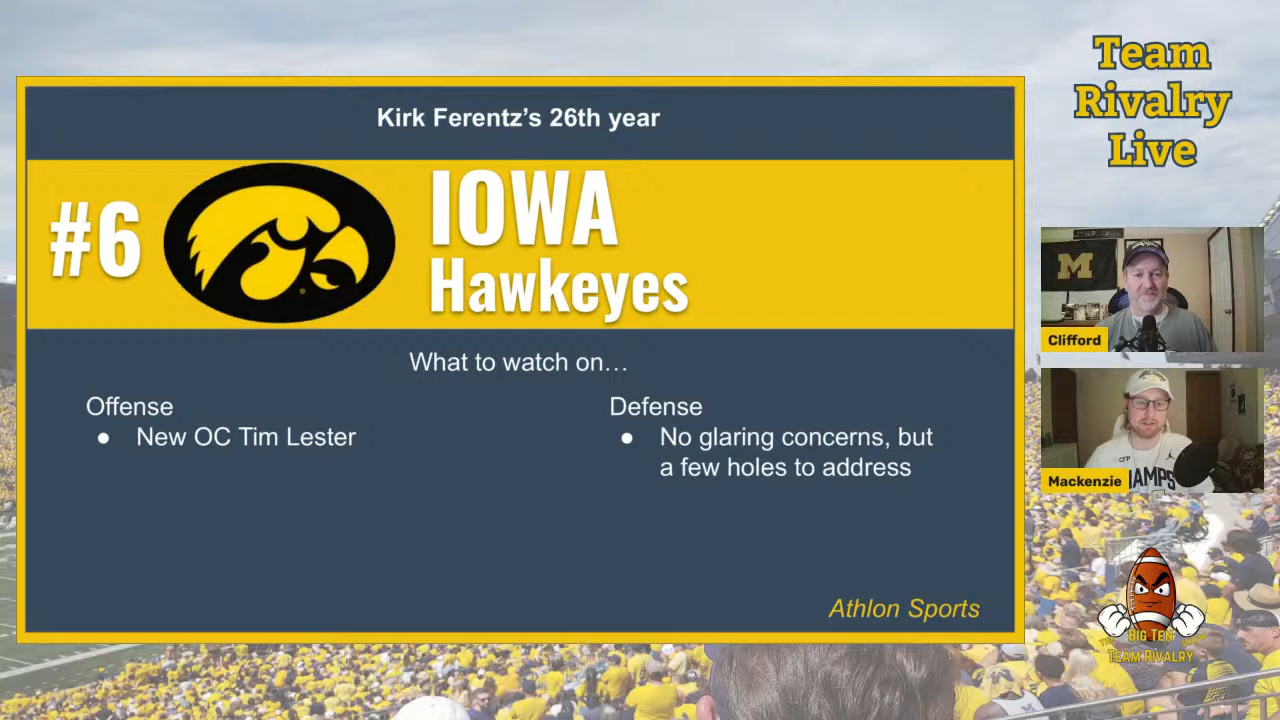 Team
Rivalry
Live
Kirk Ferentz's 26th year
#6
IOWA
Hawkeyes
What to watch on…
Offense
● New OC Tim Lester
Defense
● No glaring concerns, but
a few holes to address
Athlon Sports
M
Clifford
CFP
Mackenzie
M
BIG TEN
TEAM RIVALRY